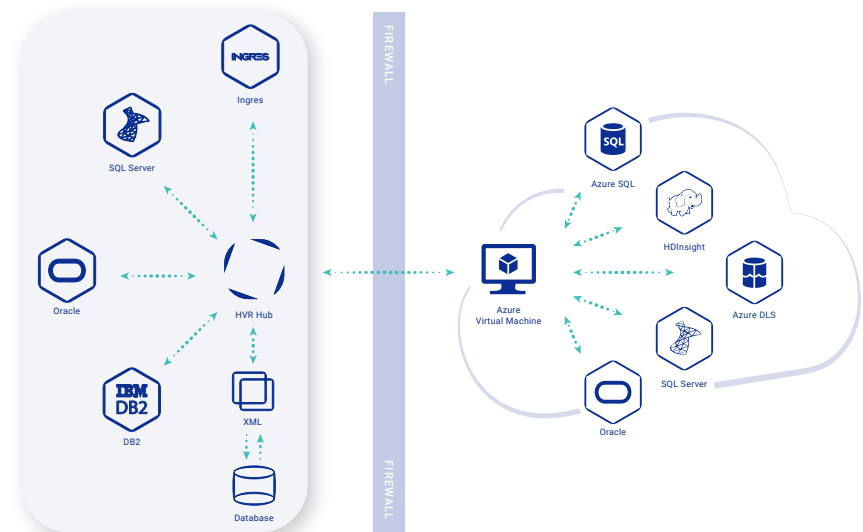 INGRES
Ingres
SQL Server
Oracle
HVR Hub
IBM
DB2
DB2
XML
Database
FIREWALL
FIREWALL
SQL
Azure SQL
HDInsight
Azure
Virtual Machine
Azure DLS
SQL Server
Oracle